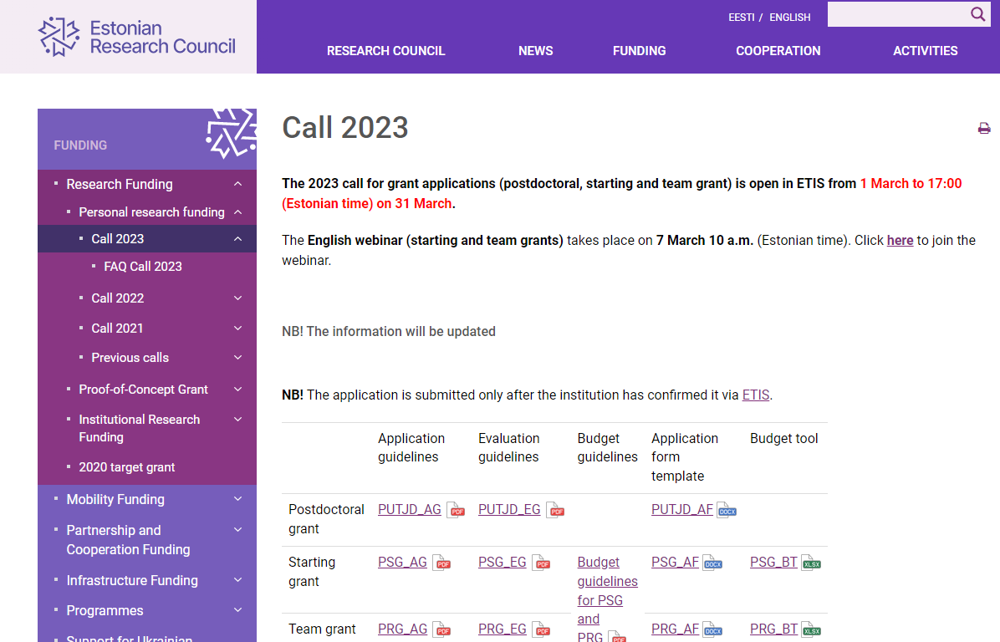 Estonian
Research Council
EESTI / ENGLISH
RESEARCH COUNCIL NEWS FUNDING COOPERATION ACTIVITIES
FUNDING
Research Funding
Personal research funding
Call 2023
FAQ Call 2023
Call 2022
Call 2021
Previous calls
Proof-of-Concept Grant
Institutional Research
Funding
2020 target grant
Mobility Funding
Partnership and
Cooperation Funding
Infrastructure Funding
Programmes
Support for Ukrainian
Call 2023
The 2023 call for grant applications (postdoctoral, starting and team grant) is open in ETIS from 1 March to 17:00
(Estonian time) on 31 March.
The English webinar (starting and team grants) takes place on 7 March 10 a.m. (Estonian time). Click here to join the
webinar.
NB! The information will be updated
NB! The application is submitted only after the institution has confirmed it via ETIS.
Application guidelines
Evaluation guidelines
Budget guidelines
Application form template
Budget tool
Postdoctoral grant
PUTJD_AG PDF
PUTJD_EG PDF
PUTJD_AF DOCX
Starting grant
PSG_AG PDF
PSG_EG PDF
Budget guidelines for PSG and PRG PDF
PSG_AF DOCX
PSG_BT XLSX
Team grant
PRG_AG PDF
PRG_EG PDF
PRG_AF DOCX
PRG_BT XLSX